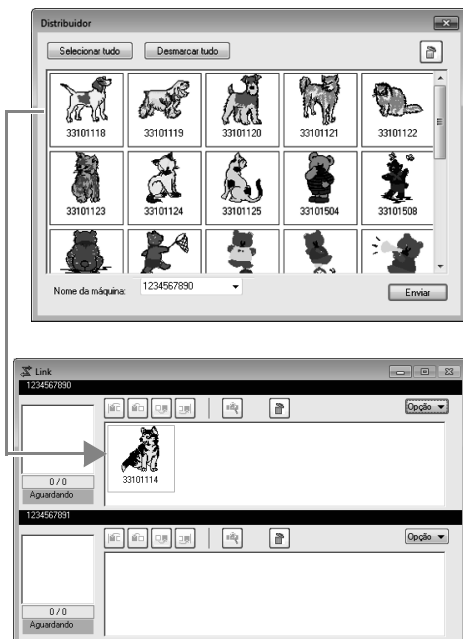 Distribuidor
Selecionar tudo Desmarcar tudo
33101118 33101119 33101120 33101121 33101122
33101123 33101124 33101125 33101504 33101508
Nome da máquina: 1234567890 Enviar
Link
1234567890
Opção
33101114
0 / 0
Aguardando
1234567891
Opção
0 / 0
Aguardando